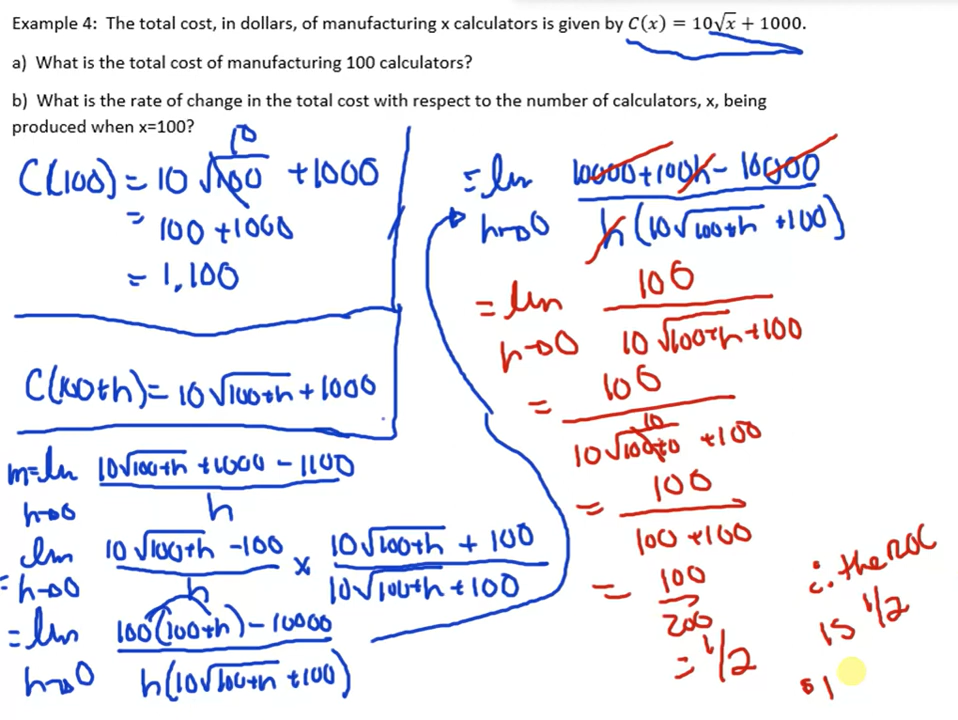 Example 4: The total cost, in dollars, of manufacturing x calculators is given by C(x) = 10√x + 1000.
a) What is the total cost of manufacturing 100 calculators?
b) What is the rate of change in the total cost with respect to the number of calculators, x, being
produced when x=100?
10
C(100) = 10 √100 + 1000
= 100 + 1000
= 1,100
C(100+h) = 10√100+h + 1000
m = lim 10√100+h + 1000 - 1100
h→0 h
lim 10√100+h - 100 × 10√100+h + 100
= h→0 h 10√100+h + 100
= lim 100(100+h) - 10000
h→0 h(10√100+h + 100)
= lim 10000 + 100h - 10000
h→0 h(10√100+h + 100)
= lim 100
h→0 10√100+h + 100
= 100
10
10√100+0 + 100
= 100
100 + 100
= 100
200
= 1/2
∴ the ROC
is 1/2